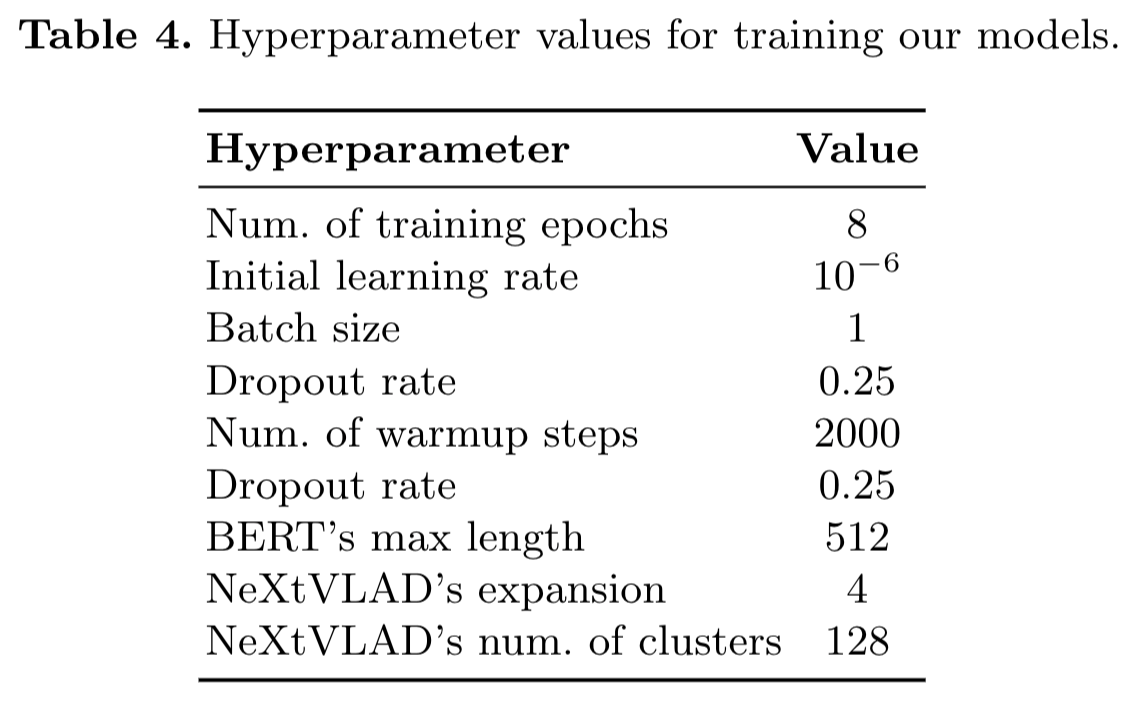 Table 4. Hyperparameter values for training our models.
Hyperparameter Value
Num. of training epochs 8
Initial learning rate 10⁻⁶
Batch size 1
Dropout rate 0.25
Num. of warmup steps 2000
Dropout rate 0.25
BERT’s max length 512
NeXtVLAD’s expansion 4
NeXtVLAD’s num. of clusters 128